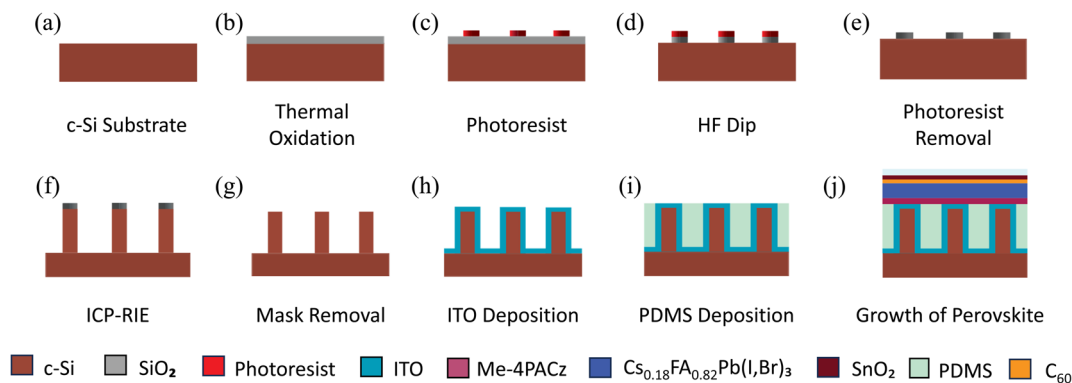 (a)
(b)
(c)
(d)
(e)
c-Si Substrate
Thermal
Oxidation
Photoresist
HF Dip
Photoresist
Removal
(f)
(g)
(h)
(i)
(j)
ICP-RIE
Mask Removal
ITO Deposition
PDMS Deposition
Growth of Perovskite
c-Si
SiO₂
Photoresist
ITO
Me-4PACz
Cs₀.₁₈FA₀.₈₂Pb(I,Br)₃
SnO₂
PDMS
C₆₀